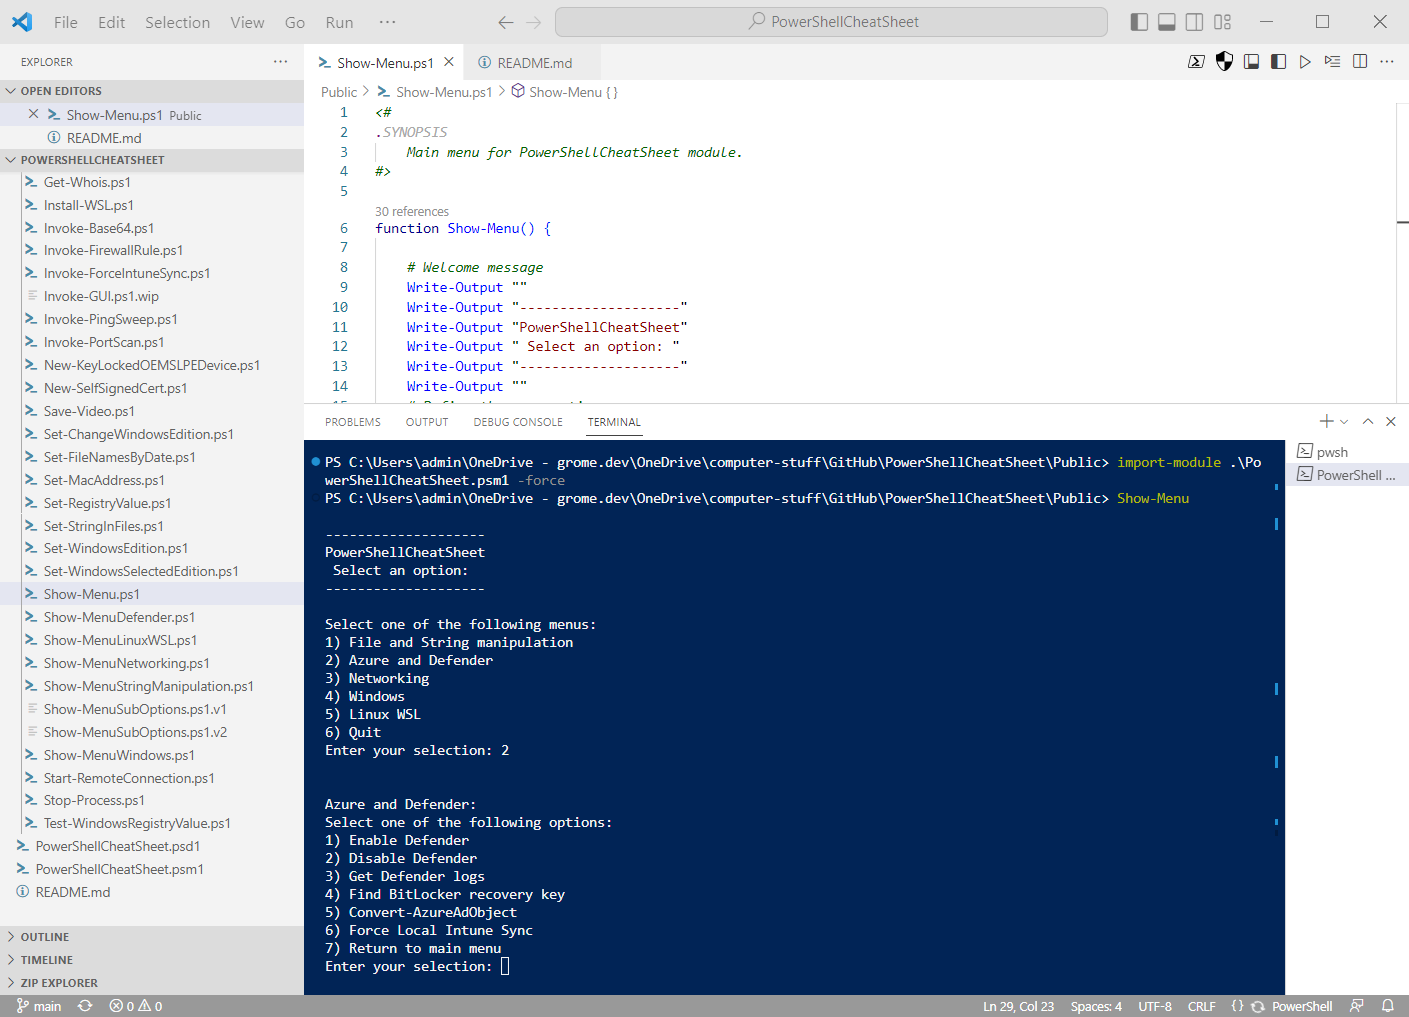 File Edit Selection View Go Run ···
PowerShellCheatSheet
EXPLORER ···
OPEN EDITORS
Show-Menu.ps1 Public
README.md
POWERSHELLCHEATSHEET
Get-Whois.ps1
Install-WSL.ps1
Invoke-Base64.ps1
Invoke-FirewallRule.ps1
Invoke-ForceIntuneSync.ps1
Invoke-GUI.ps1.wip
Invoke-PingSweep.ps1
Invoke-PortScan.ps1
New-KeyLockedOEMSLPEDevice.ps1
New-SelfSignedCert.ps1
Save-Video.ps1
Set-ChangeWindowsEdition.ps1
Set-FileNamesByDate.ps1
Set-MacAddress.ps1
Set-RegistryValue.ps1
Set-StringInFiles.ps1
Set-WindowsEdition.ps1
Set-WindowsSelectedEdition.ps1
Show-Menu.ps1
Show-MenuDefender.ps1
Show-MenuLinuxWSL.ps1
Show-MenuNetworking.ps1
Show-MenuStringManipulation.ps1
Show-MenuSubOptions.ps1.v1
Show-MenuSubOptions.ps1.v2
Show-MenuWindows.ps1
Start-RemoteConnection.ps1
Stop-Process.ps1
Test-WindowsRegistryValue.ps1
PowerShellCheatSheet.psd1
PowerShellCheatSheet.psm1
README.md
OUTLINE
TIMELINE
ZIP EXPLORER
Show-Menu.ps1 README.md
Public > Show-Menu.ps1 > Show-Menu { }
1 <#
2 .SYNOPSIS
3 Main menu for PowerShellCheatSheet module.
4 #>
5
30 references
6 function Show-Menu() {
7
8 # Welcome message
9 Write-Output ""
10 Write-Output "--------------------"
11 Write-Output "PowerShellCheatSheet"
12 Write-Output " Select an option: "
13 Write-Output "--------------------"
14 Write-Output ""
PROBLEMS OUTPUT DEBUG CONSOLE TERMINAL
PS C:\Users\admin\OneDrive - grome.dev\OneDrive\computer-stuff\GitHub\PowerShellCheatSheet\Public> import-module .\Po
werShellCheatSheet.psm1 -force
PS C:\Users\admin\OneDrive - grome.dev\OneDrive\computer-stuff\GitHub\PowerShellCheatSheet\Public> Show-Menu
--------------------
PowerShellCheatSheet
Select an option:
--------------------
Select one of the following menus:
1) File and String manipulation
2) Azure and Defender
3) Networking
4) Windows
5) Linux WSL
6) Quit
Enter your selection: 2
Azure and Defender:
Select one of the following options:
1) Enable Defender
2) Disable Defender
3) Get Defender logs
4) Find BitLocker recovery key
5) Convert-AzureAdObject
6) Force Local Intune Sync
7) Return to main menu
Enter your selection:
pwsh
PowerShell ...
main 0 0 Ln 29, Col 23 Spaces: 4 UTF-8 CRLF {} PowerShell